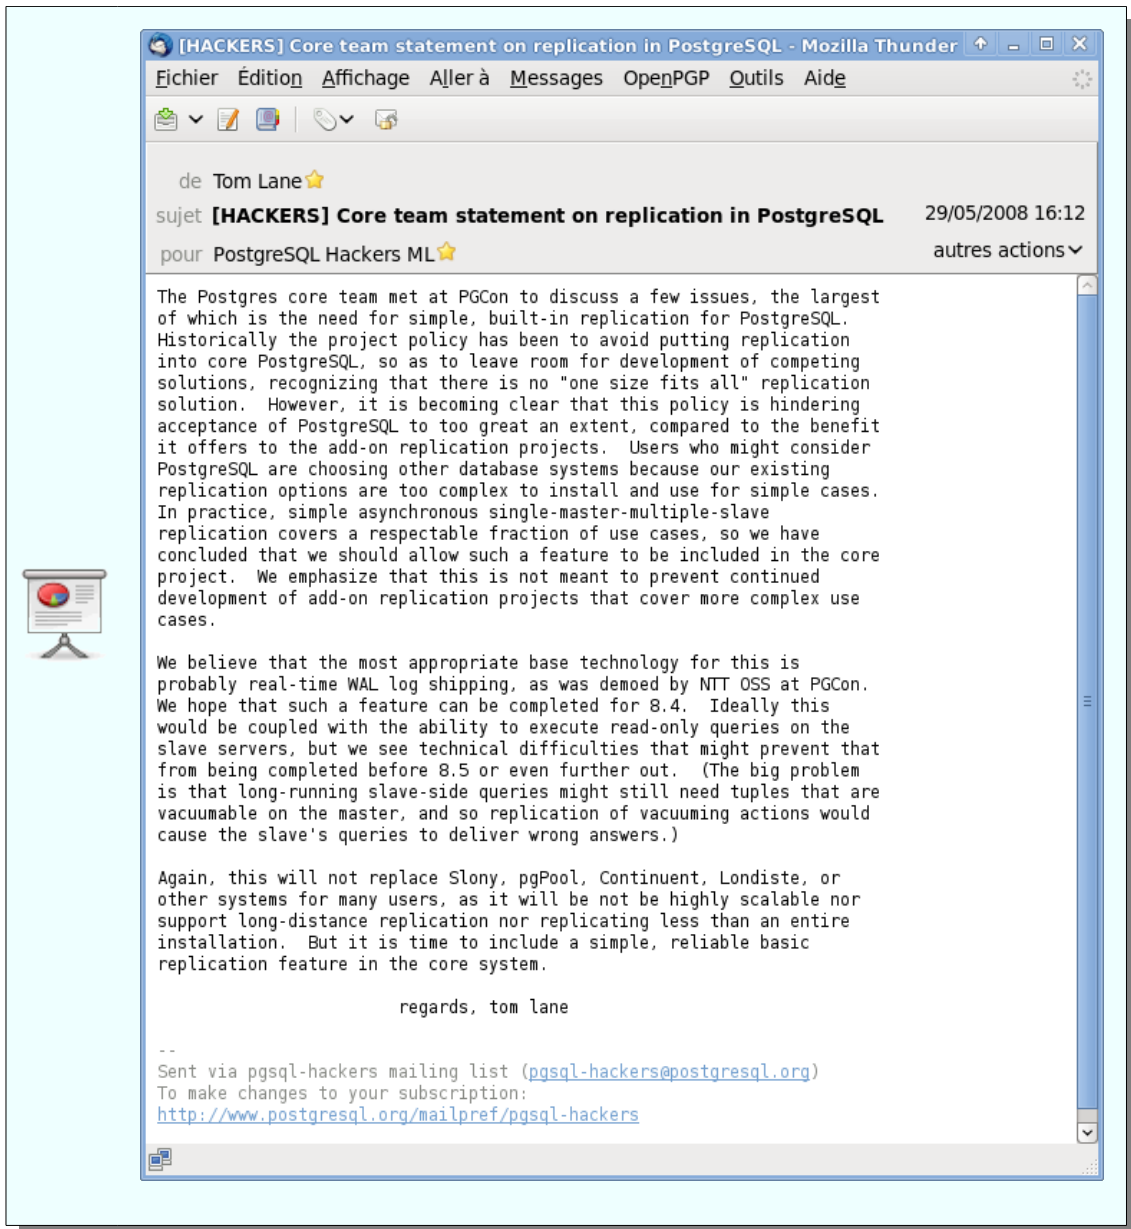 [HACKERS] Core team statement on replication in PostgreSQL - Mozilla Thunder
Fichier Édition Affichage Aller à Messages OpenPGP Outils Aide
de Tom Lane
sujet [HACKERS] Core team statement on replication in PostgreSQL 29/05/2008 16:12
pour PostgreSQL Hackers ML autres actions
The Postgres core team met at PGCon to discuss a few issues, the largest
of which is the need for simple, built-in replication for PostgreSQL.
Historically the project policy has been to avoid putting replication
into core PostgreSQL, so as to leave room for development of competing
solutions, recognizing that there is no "one size fits all" replication
solution.  However, it is becoming clear that this policy is hindering
acceptance of PostgreSQL to too great an extent, compared to the benefit
it offers to the add-on replication projects.  Users who might consider
PostgreSQL are choosing other database systems because our existing
replication options are too complex to install and use for simple cases.
In practice, simple asynchronous single-master-multiple-slave
replication covers a respectable fraction of use cases, so we have
concluded that we should allow such a feature to be included in the core
project.  We emphasize that this is not meant to prevent continued
development of add-on replication projects that cover more complex use
cases.
We believe that the most appropriate base technology for this is
probably real-time WAL log shipping, as was demoed by NTT OSS at PGCon.
We hope that such a feature can be completed for 8.4.  Ideally this
would be coupled with the ability to execute read-only queries on the
slave servers, but we see technical difficulties that might prevent that
from being completed before 8.5 or even further out.  (The big problem
is that long-running slave-side queries might still need tuples that are
vacuumable on the master, and so replication of vacuuming actions would
cause the slave's queries to deliver wrong answers.)
Again, this will not replace Slony, pgPool, Continuent, Londiste, or
other systems for many users, as it will be not be highly scalable nor
support long-distance replication nor replicating less than an entire
installation.  But it is time to include a simple, reliable basic
replication feature in the core system.
regards, tom lane
--
Sent via pgsql-hackers mailing list (pgsql-hackers@postgresql.org)
To make changes to your subscription:
http://www.postgresql.org/mailpref/pgsql-hackers